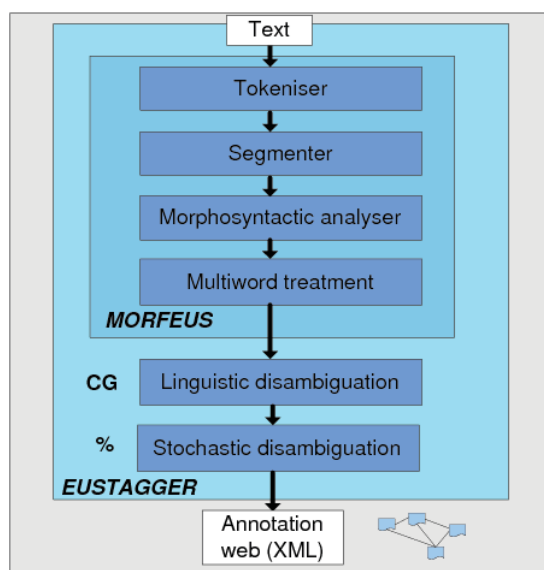 Text
Tokeniser
Segmenter
Morphosyntactic analyser
Multiword treatment
MORFEUS
CG Linguistic disambiguation
% Stochastic disambiguation
EUSTAGGER
Annotation
web (XML)